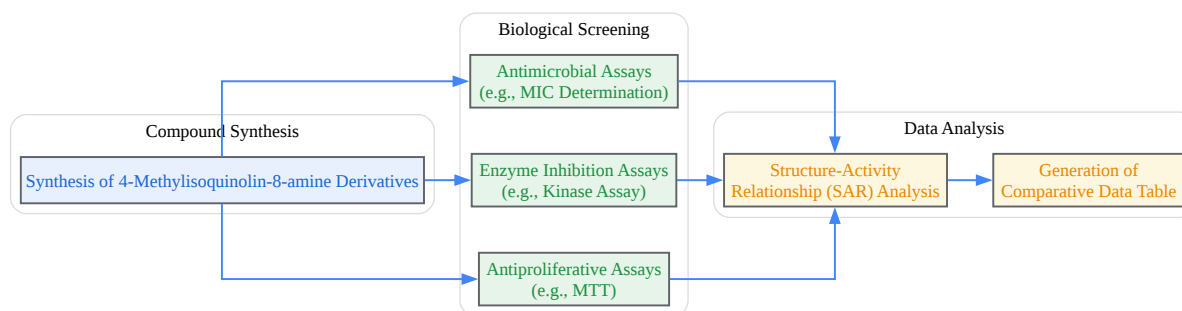 Compound Synthesis
Synthesis of 4-Methylisoquinolin-8-amine Derivatives
Biological Screening
Antimicrobial Assays
(e.g., MIC Determination)
Enzyme Inhibition Assays
(e.g., Kinase Assay)
Antiproliferative Assays
(e.g., MTT)
Data Analysis
Structure-Activity
Relationship (SAR) Analysis
Generation of
Comparative Data Table